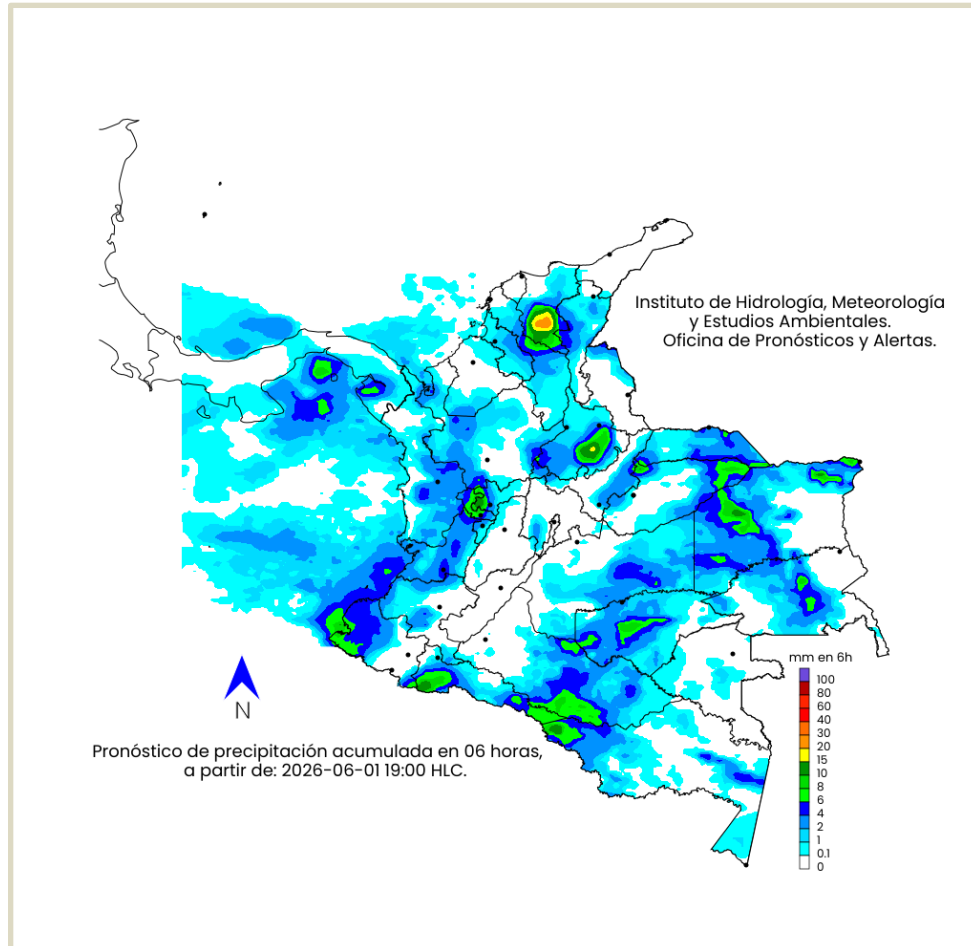 Instituto de Hidrología, Meteorología
y Estudios Ambientales.
Oficina de Pronósticos y Alertas.
mm en 6h
100
80
60
40
30
20
15
10
8
6
4
2
1
0.1
0
N
Pronóstico de precipitación acumulada en 06 horas,
a partir de: 2026-06-01 19:00 HLC.